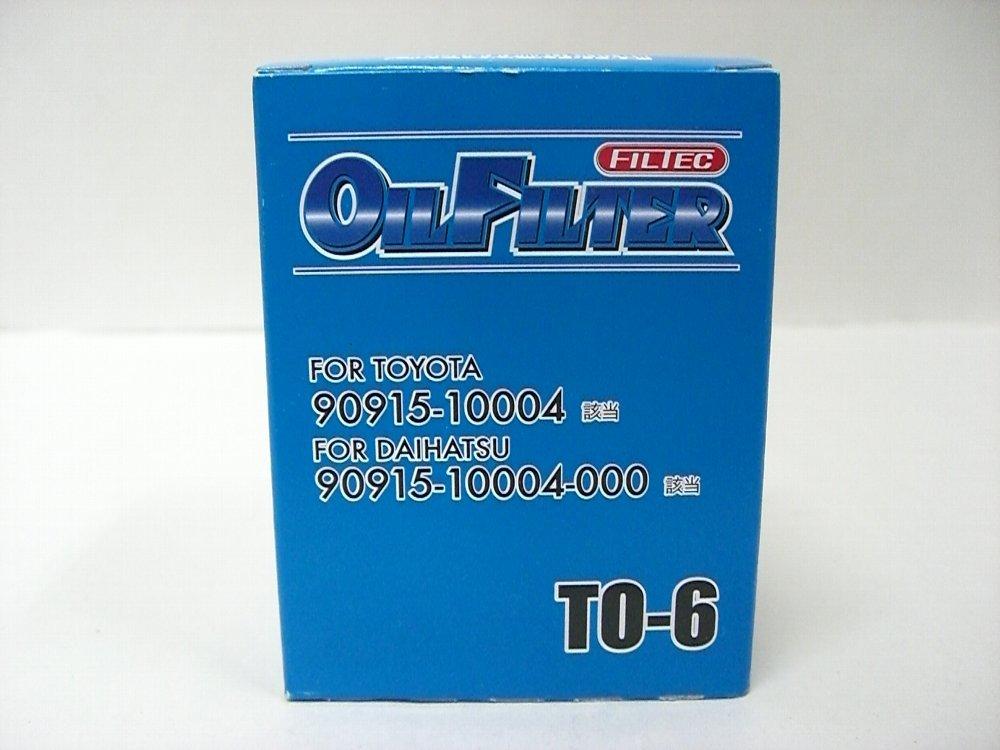 FILTEC
OILFILTER
FOR TOYOTA
90915-10004 該当
FOR DAIHATSU
90915-10004-000 該当
TO-6